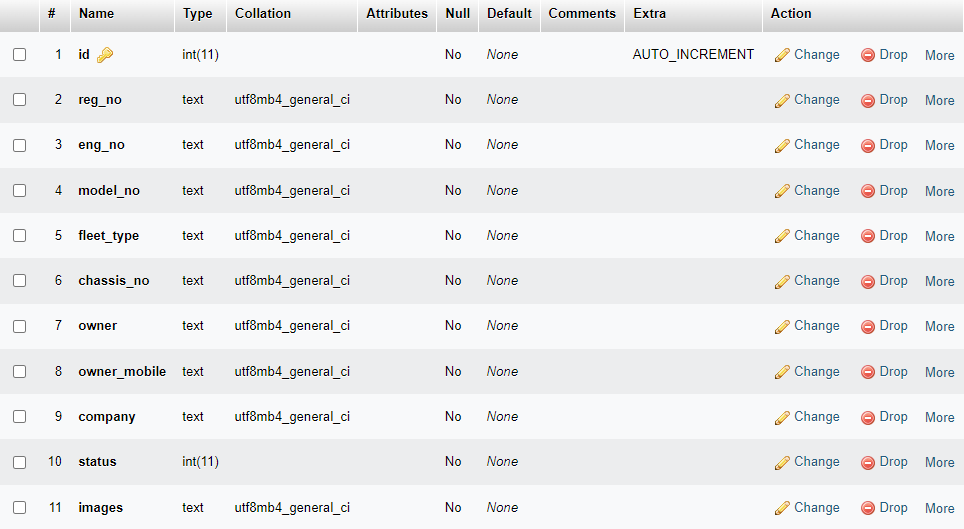 # Name Type Collation Attributes Null Default Comments Extra Action
1 id int(11) No None AUTO_INCREMENT Change Drop More
2 reg_no text utf8mb4_general_ci No None Change Drop More
3 eng_no text utf8mb4_general_ci No None Change Drop More
4 model_no text utf8mb4_general_ci No None Change Drop More
5 fleet_type text utf8mb4_general_ci No None Change Drop More
6 chassis_no text utf8mb4_general_ci No None Change Drop More
7 owner text utf8mb4_general_ci No None Change Drop More
8 owner_mobile text utf8mb4_general_ci No None Change Drop More
9 company text utf8mb4_general_ci No None Change Drop More
10 status int(11) No None Change Drop More
11 images text utf8mb4_general_ci No None Change Drop More